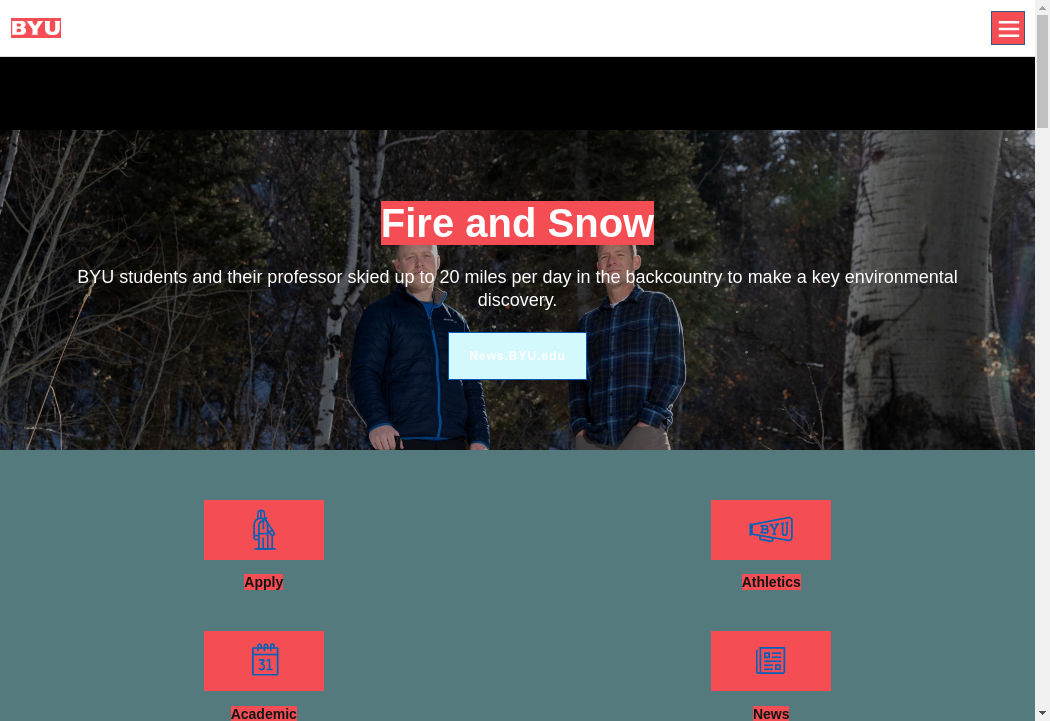 BYU
Fire and Snow
BYU students and their professor skied up to 20 miles per day in the backcountry to make a key environmental
discovery.
News.BYU.edu
BYU
Apply
Athletics
31
Academic
News